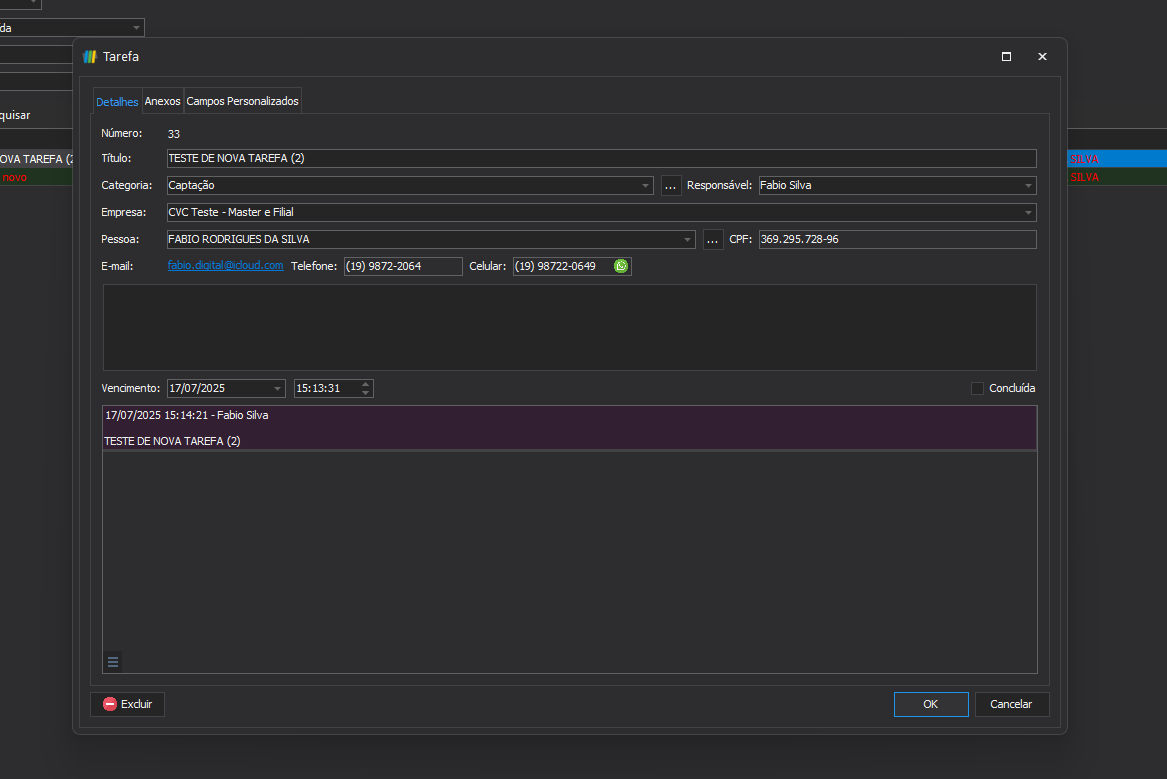 da
Tarefa
Detalhes Anexos Campos Personalizados
quisar
Número: 33
OVA TAREFA (2
Título: TESTE DE NOVA TAREFA (2)
SILVA
novo
SILVA
Categoria: Captação ... Responsável: Fabio Silva
Empresa: CVC Teste - Master e Filial
Pessoa: FABIO RODRIGUES DA SILVA ... CPF: 369.295.728-96
E-mail: fabio.digital@icloud.com Telefone: (19) 9872-2064 Celular: (19) 98722-0649
Vencimento: 17/07/2025 15:13:31 Concluída
17/07/2025 15:14:21 - Fabio Silva
TESTE DE NOVA TAREFA (2)
Excluir OK Cancelar